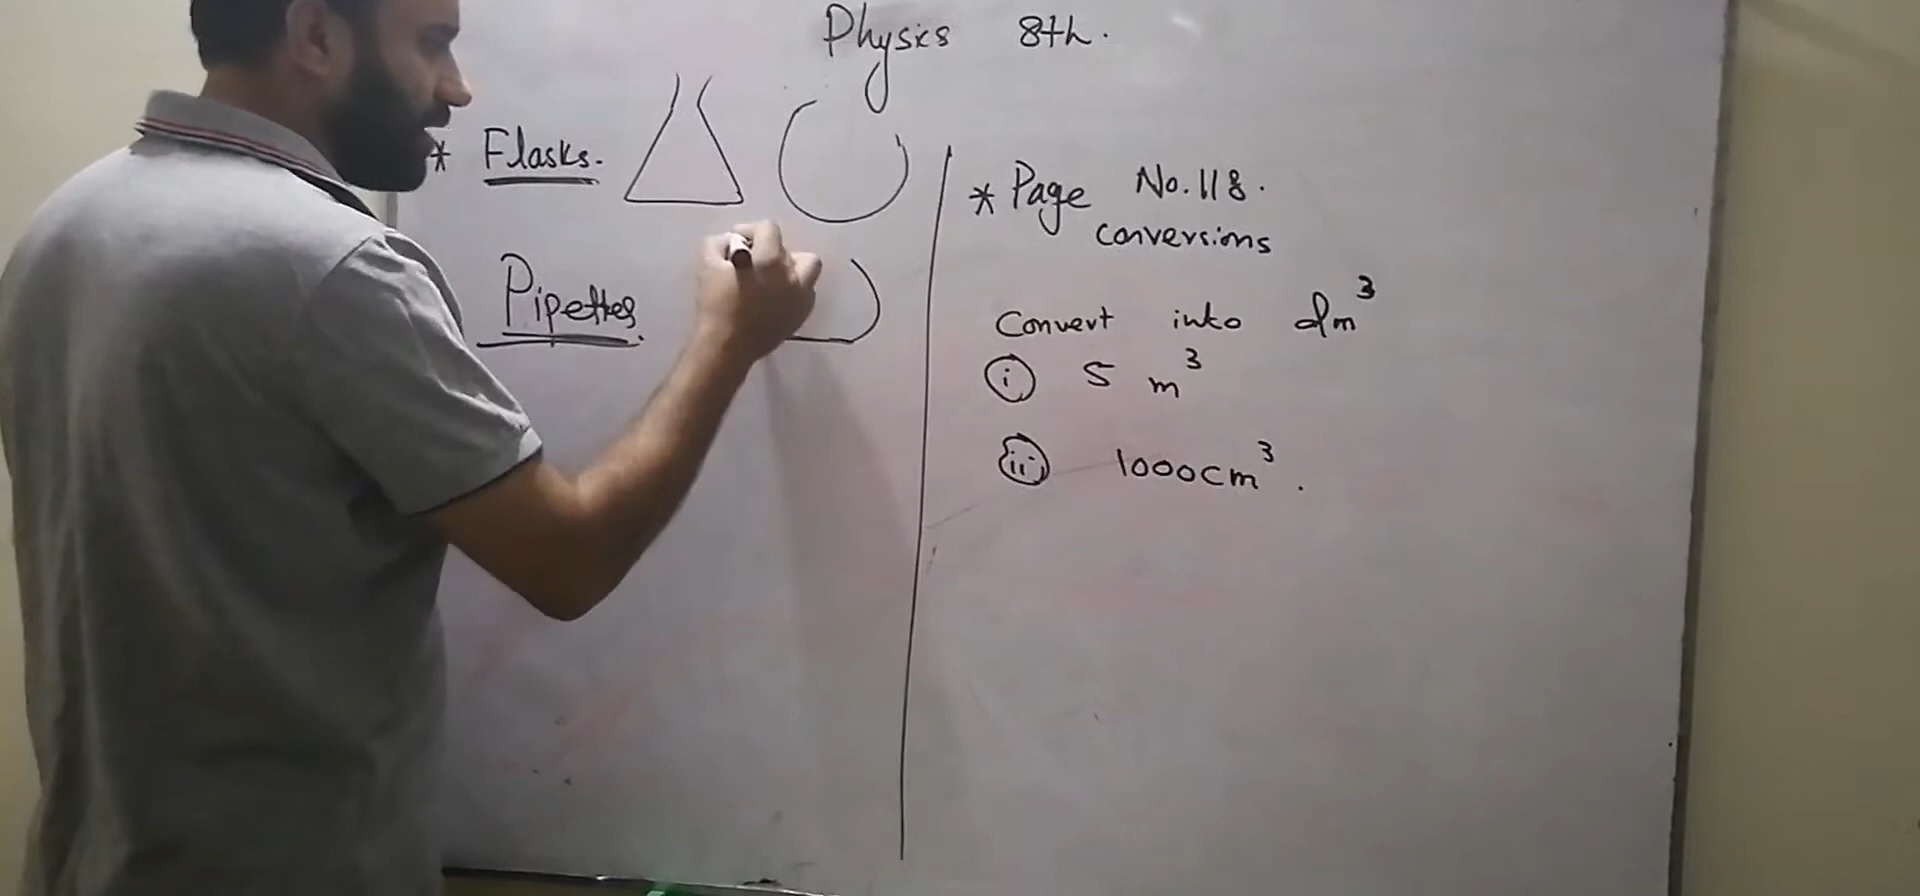 Physics 8th.
* Flasks.
Pipettes.
* Page No. 118.
conversions
Convert into dm³
(i) 5 m³
(ii) 1000cm³.